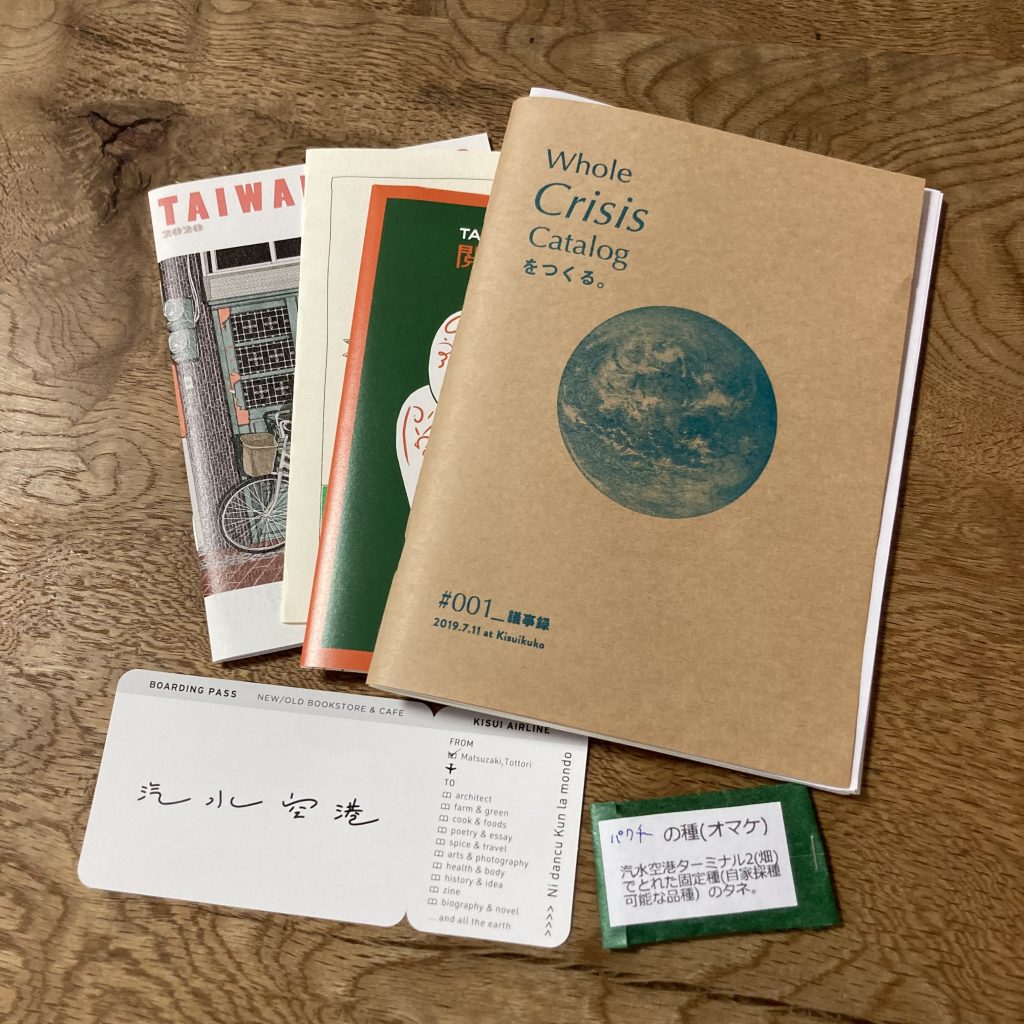 TAIWA
2020
TA
Whole
Crisis
Catalog
をつくる。
#001_議事録
2019.7.11 at Kisuikuko
BOARDING PASS NEW/OLD BOOKSTORE & CAFE
KISUI AIRLINE
汽水空港
FROM
Matsuzaki,Tottori
TO
architect
farm & green
cook & foods
poetry & essay
spice & travel
arts & photography
health & body
history & idea
zine
biography & novel
... and all the earth
>>>> Ni dancu Kun la mondo
パクチー の種(オマケ)
汽水空港ターミナル2(畑)
でとれた固定種(自家採種
可能な品種) のタネ。